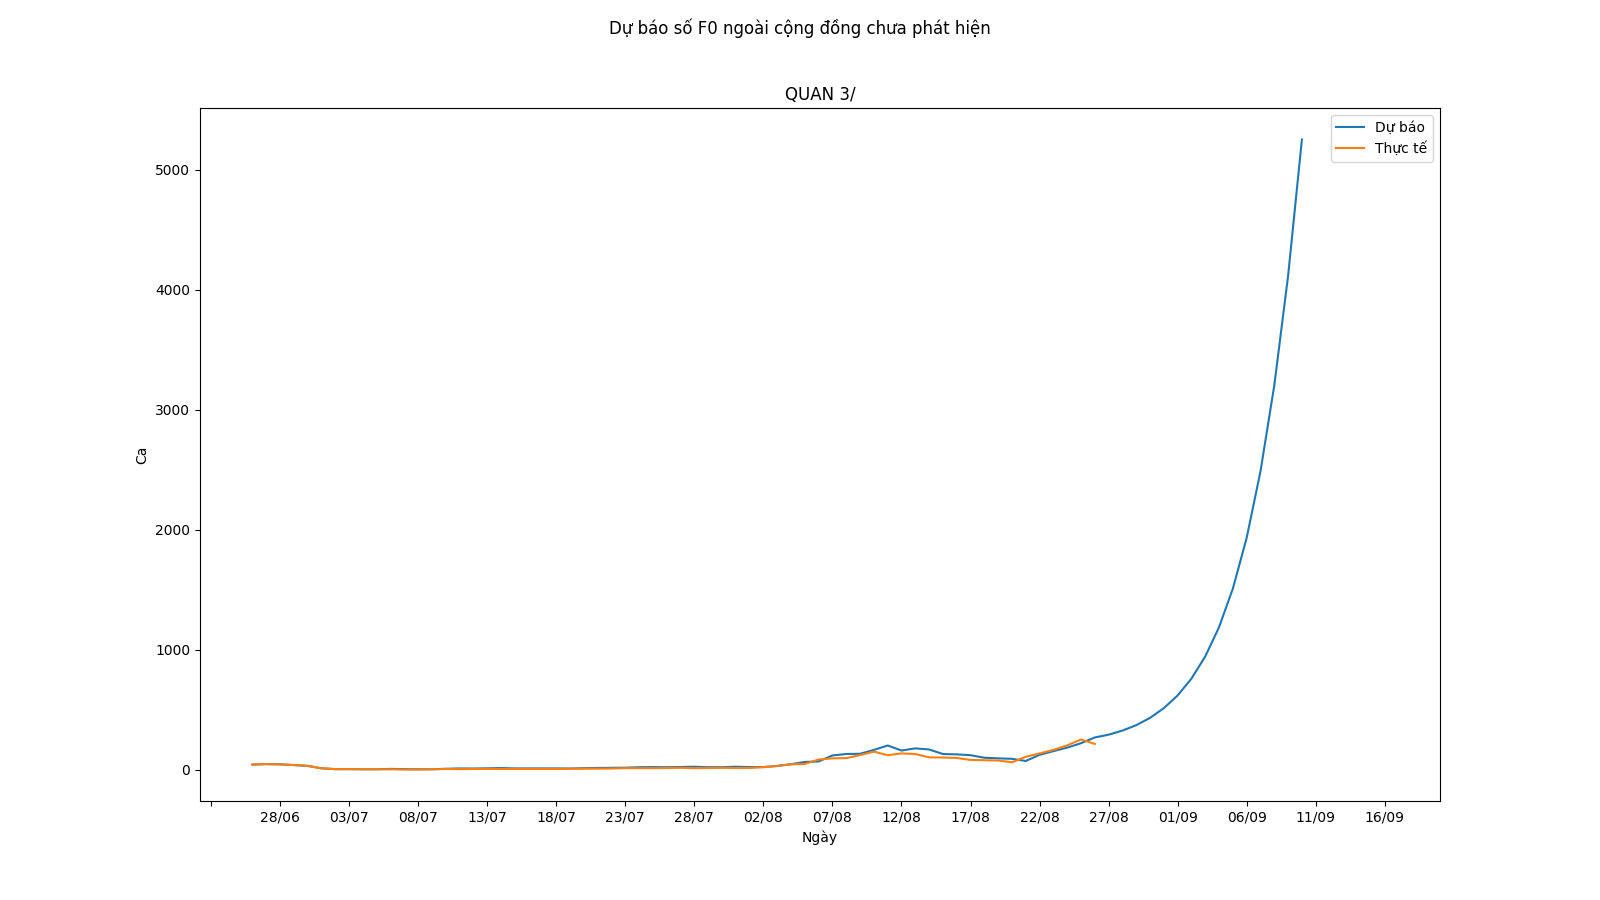 Dự báo số F0 ngoài cộng đồng chưa phát hiện
QUAN 3/
Dự báo
Thực tế
5000
4000
3000
2000
1000
0
Ca
28/06 03/07 08/07 13/07 18/07 23/07 28/07 02/08 07/08 12/08 17/08 22/08 27/08 01/09 06/09 11/09 16/09
Ngày